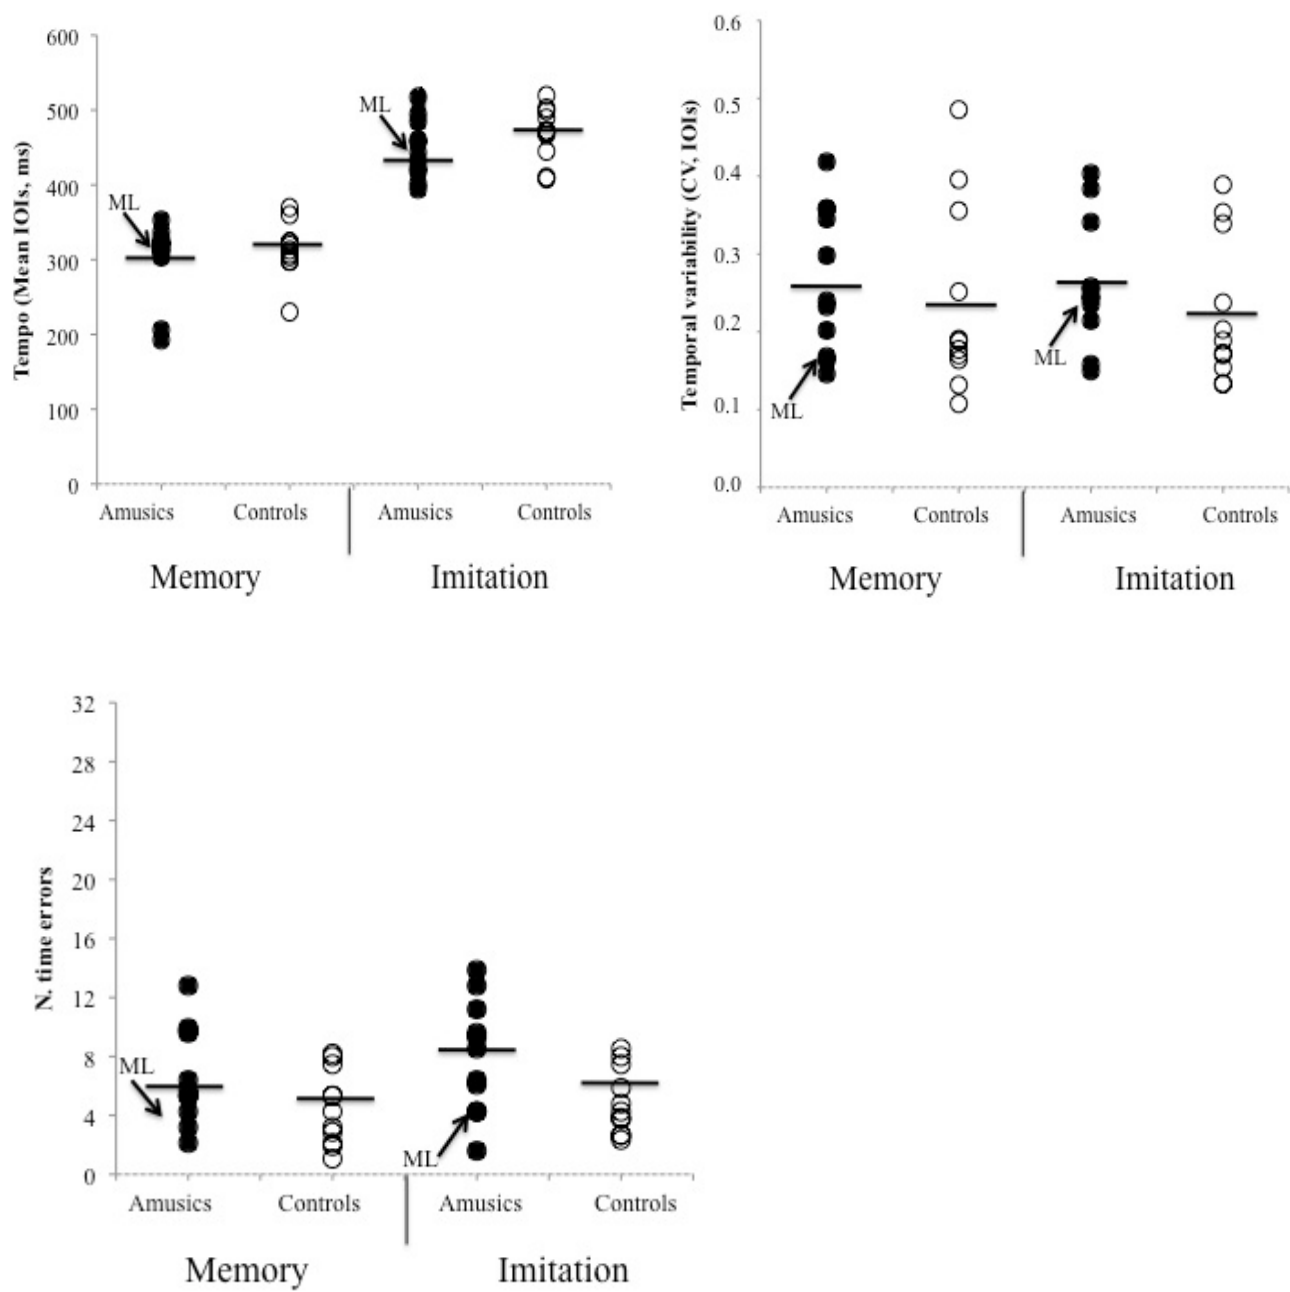 Tempo (Mean IOIs, ms)
600
500
400
300
200
100
0
ML
ML
Amusics
Controls
Amusics
Controls
Memory
Imitation
Temporal variability (CV, IOIs)
0.6
0.5
0.4
0.3
0.2
0.1
0.0
ML
ML
Amusics
Controls
Amusics
Controls
Memory
Imitation
N. time errors
32
28
24
20
16
12
8
4
0
ML
ML
Amusics
Controls
Amusics
Controls
Memory
Imitation